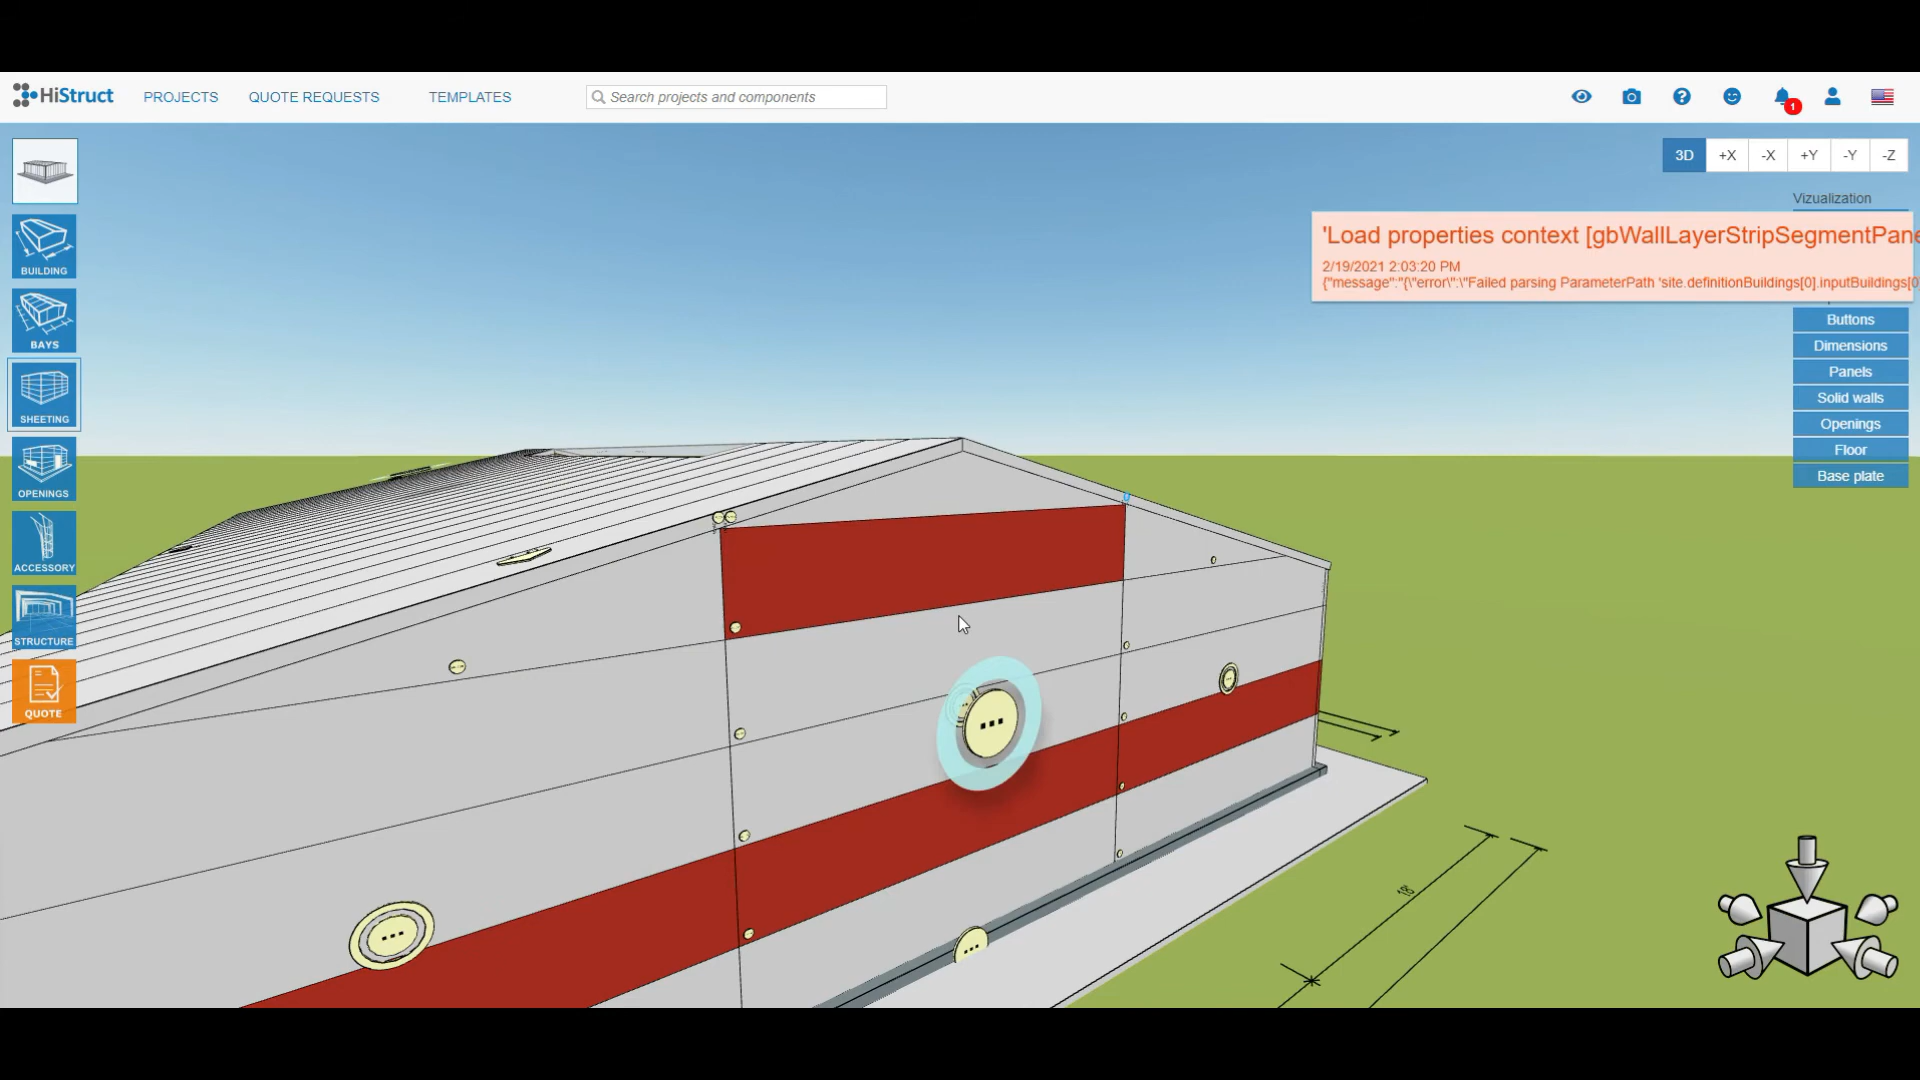 HiStruct
PROJECTS
QUOTE REQUESTS
TEMPLATES
Search projects and components
1
3D
+X
-X
+Y
-Y
-Z
Vizualization
'Load properties context [gbWallLayerStripSegmentPane
2/19/2021 2:03:20 PM
{"message":"{\"error\":\"Failed parsing ParameterPath 'site.definitionBuildings[0].inputBuildings[0
Buttons
Dimensions
Panels
Solid walls
Openings
Floor
Base plate
BUILDING
BAYS
SHEETING
OPENINGS
ACCESSORY
STRUCTURE
QUOTE
18'